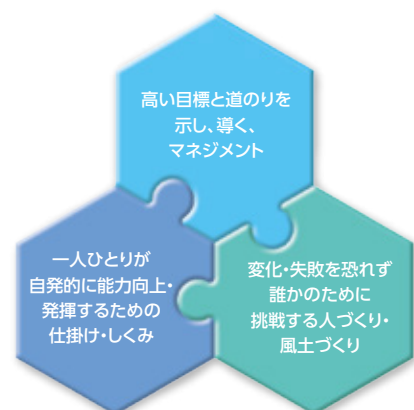 高い目標と道のりを
示し、導く、
マネジメント
一人ひとりが
自発的に能力向上・
発揮するための
仕掛け・しくみ
変化・失敗を恐れず
誰かのために
挑戦する人づくり・
風土づくり